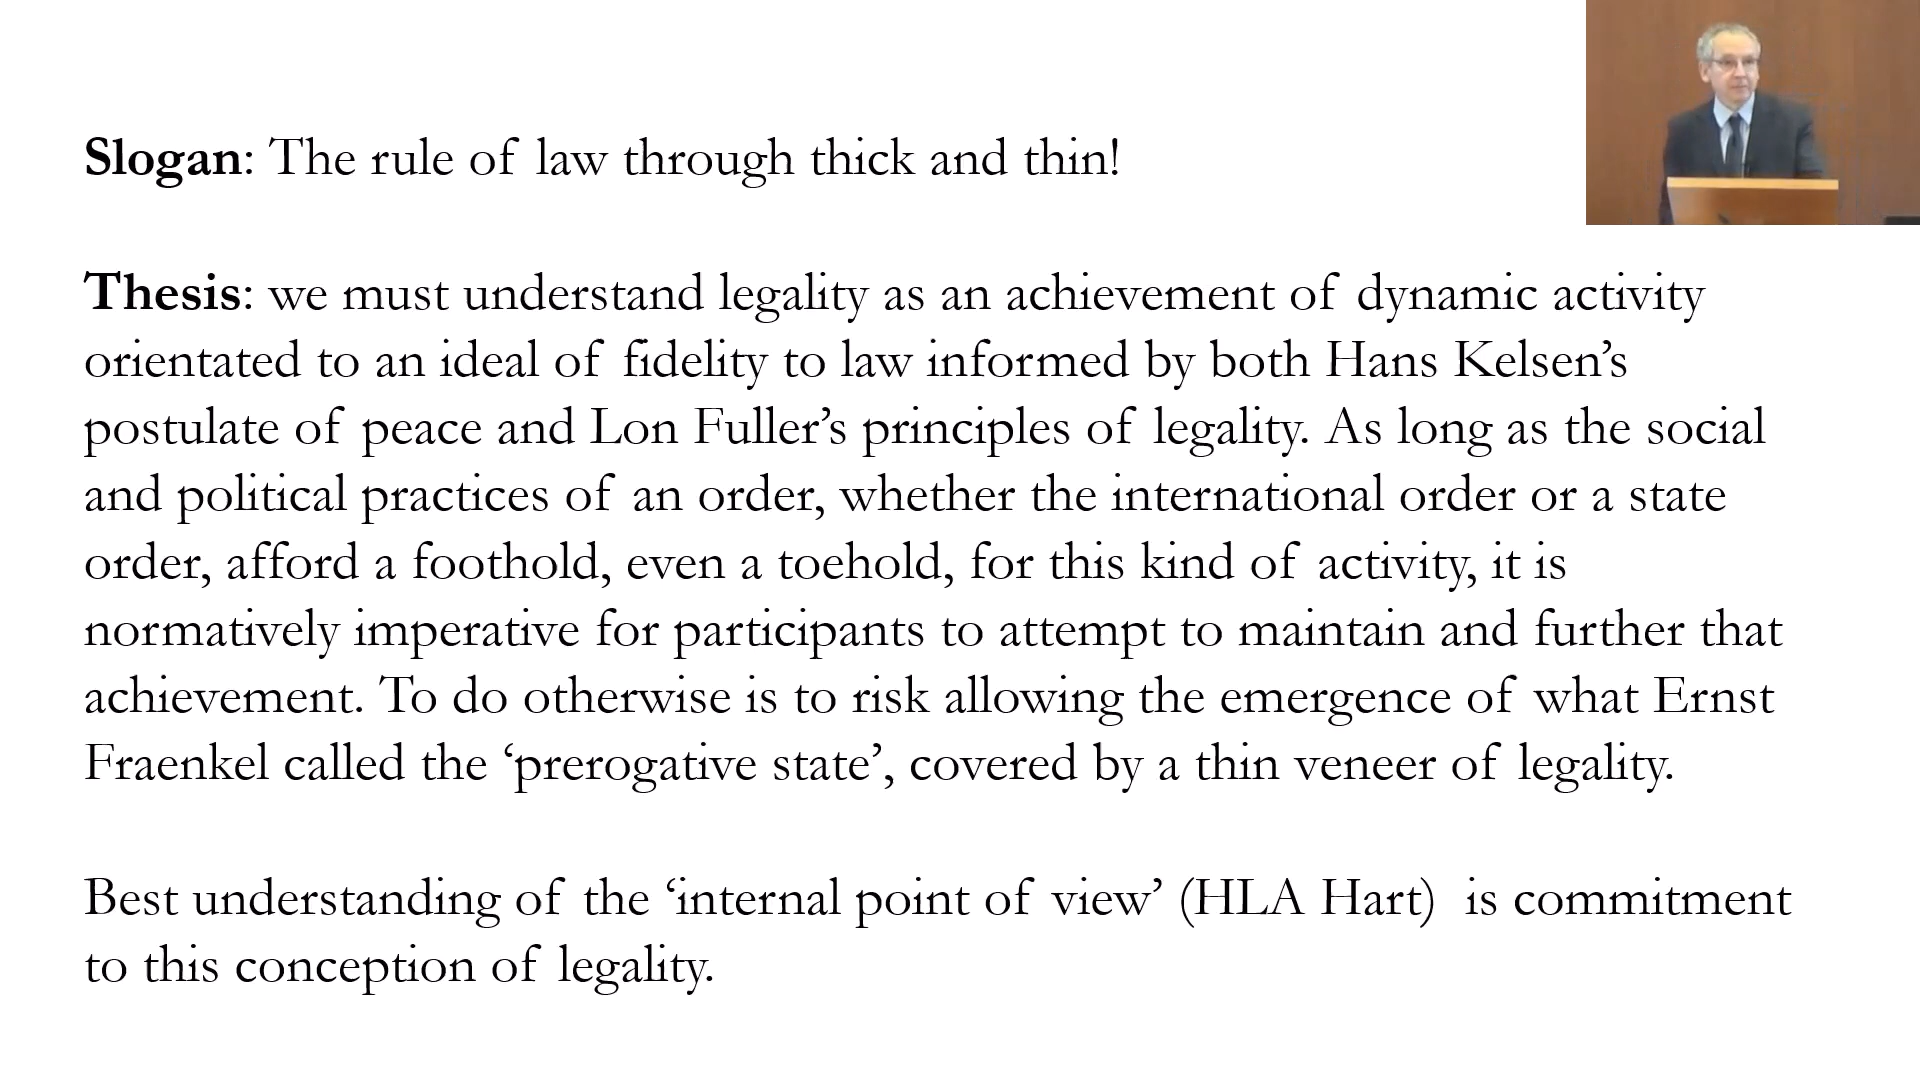 Slogan: The rule of law through thick and thin!
Thesis: we must understand legality as an achievement of dynamic activity
orientated to an ideal of fidelity to law informed by both Hans Kelsen’s
postulate of peace and Lon Fuller’s principles of legality. As long as the social
and political practices of an order, whether the international order or a state
order, afford a foothold, even a toehold, for this kind of activity, it is
normatively imperative for participants to attempt to maintain and further that
achievement. To do otherwise is to risk allowing the emergence of what Ernst
Fraenkel called the ‘prerogative state’, covered by a thin veneer of legality.
Best understanding of the ‘internal point of view’ (HLA Hart) is commitment
to this conception of legality.